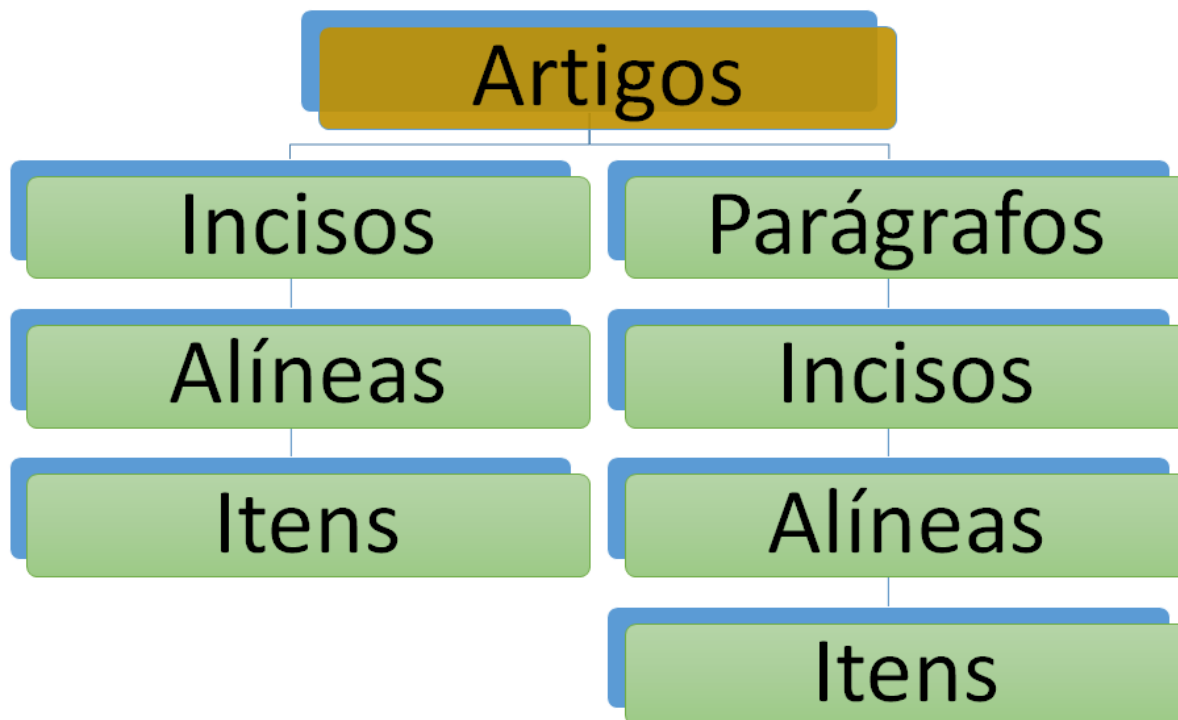 Artigos
Incisos
Parágrafos
Alíneas
Incisos
Itens
Alíneas
Itens